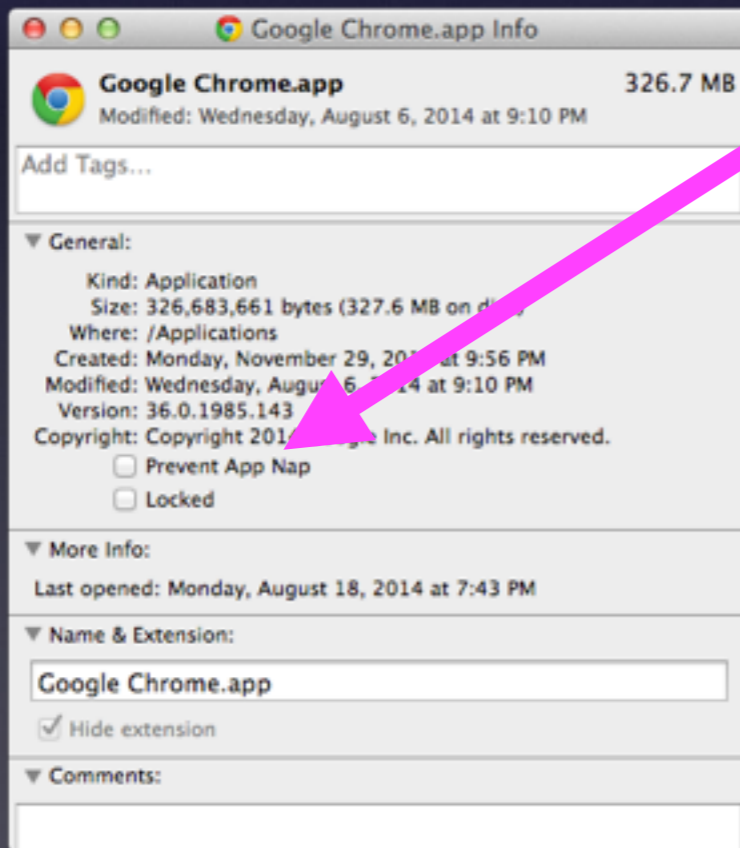 Google Chrome.app Info
Google Chrome.app 326.7 MB
Modified: Wednesday, August 6, 2014 at 9:10 PM
Add Tags...
General:
Kind: Application
Size: 326,683,661 bytes (327.6 MB on
Where: /Applications
Created: Monday, November 29, at 9:56 PM
Modified: Wednesday, 6, at 9:10 PM
Version: 36.0.1985.143
Copyright: Copyright Inc. All rights reserved.
Prevent App Nap
Locked
More Info:
Last opened: Monday, August 18, 2014 at 7:43 PM
Name & Extension:
Google Chrome.app
Hide extension
Comments: